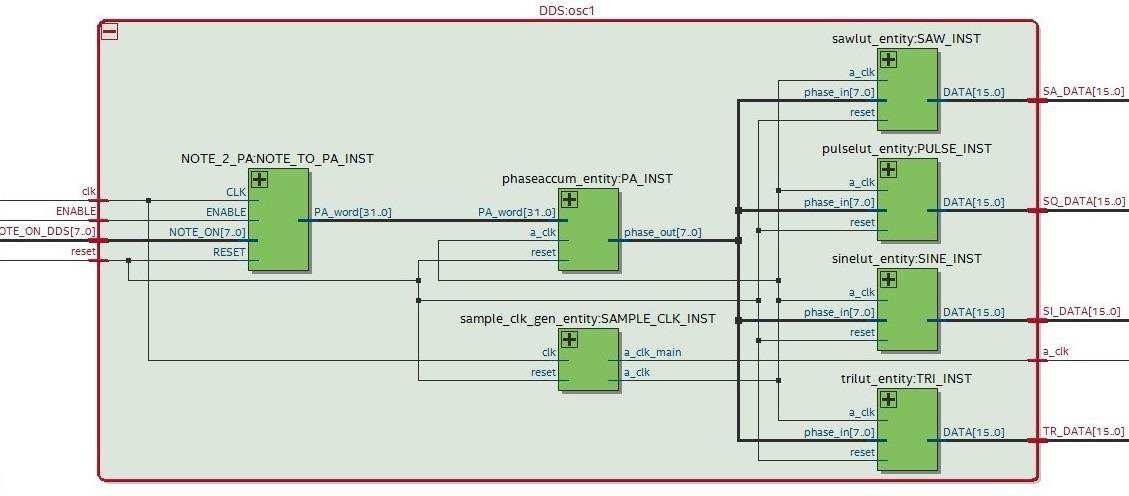 DDS:osc1
clk
ENABLE
OTE_ON_DDS[7..0]
reset
NOTE_2_PA:NOTE_TO_PA_INST
CLK
ENABLE
NOTE_ON[7..0]
RESET
PA_word[31..0]
phaseaccum_entity:PA_INST
PA_word[31..0]
a_clk
reset
phase_out[7..0]
sample_clk_gen_entity:SAMPLE_CLK_INST
clk
reset
a_clk_main
a_clk
sawlut_entity:SAW_INST
a_clk
phase_in[7..0]
reset
DATA[15..0]
SA_DATA[15..0]
pulselut_entity:PULSE_INST
a_clk
phase_in[7..0]
reset
DATA[15..0]
SQ_DATA[15..0]
sinelut_entity:SINE_INST
a_clk
phase_in[7..0]
reset
DATA[15..0]
SI_DATA[15..0]
a_clk
trilut_entity:TRI_INST
a_clk
phase_in[7..0]
reset
DATA[15..0]
TR_DATA[15..0]